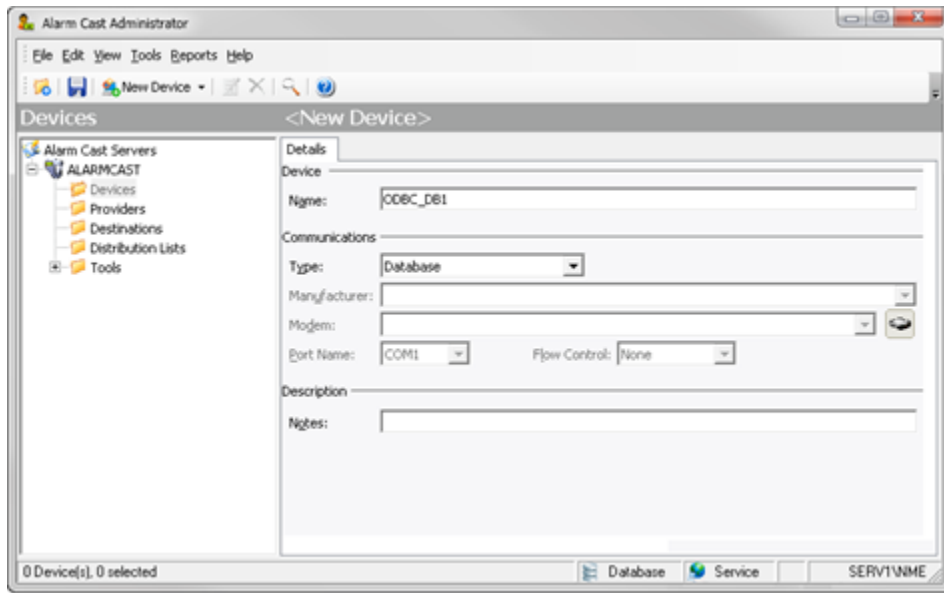 Alarm Cast Administrator
File Edit View Tools Reports Help
New Device
Devices
<New Device>
Alarm Cast Servers
ALARMCAST
Devices
Providers
Destinations
Distribution Lists
Tools
Details
Device
Name: ODBC_DB1
Communications
Type: Database
Manufacturer:
Modem:
Port Name: COM1 Flow Control: None
Description
Notes:
0 Device(s), 0 selected
Database Service SERV1\NME